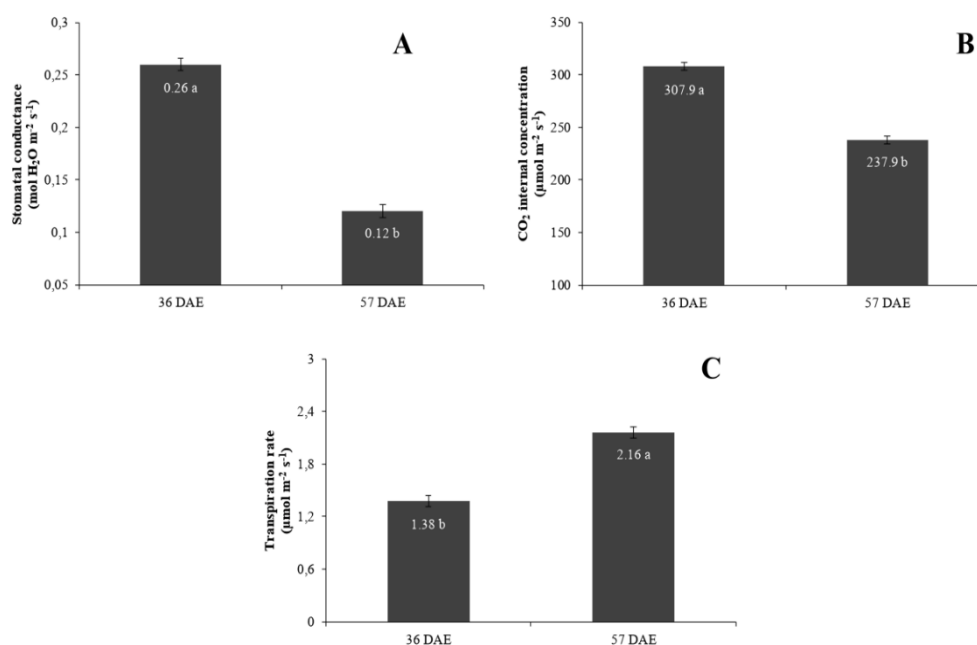 A
Stomatal conductance
(mol H₂O m⁻² s⁻¹)
0,3
0,25
0,2
0,15
0,1
0,05
0.26 a
0.12 b
36 DAE
57 DAE
B
CO₂ internal concentration
(µmol m⁻² s⁻¹)
350
300
250
200
150
100
307.9 a
237.9 b
36 DAE
57 DAE
C
Transpiration rate
(µmol m⁻² s⁻¹)
3
2,4
1,8
1,2
0,6
0
1.38 b
2.16 a
36 DAE
57 DAE